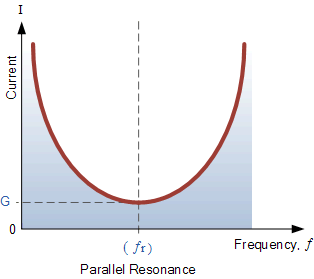 I
Current
G
0
( fr)
Frequency, f
Parallel Resonance